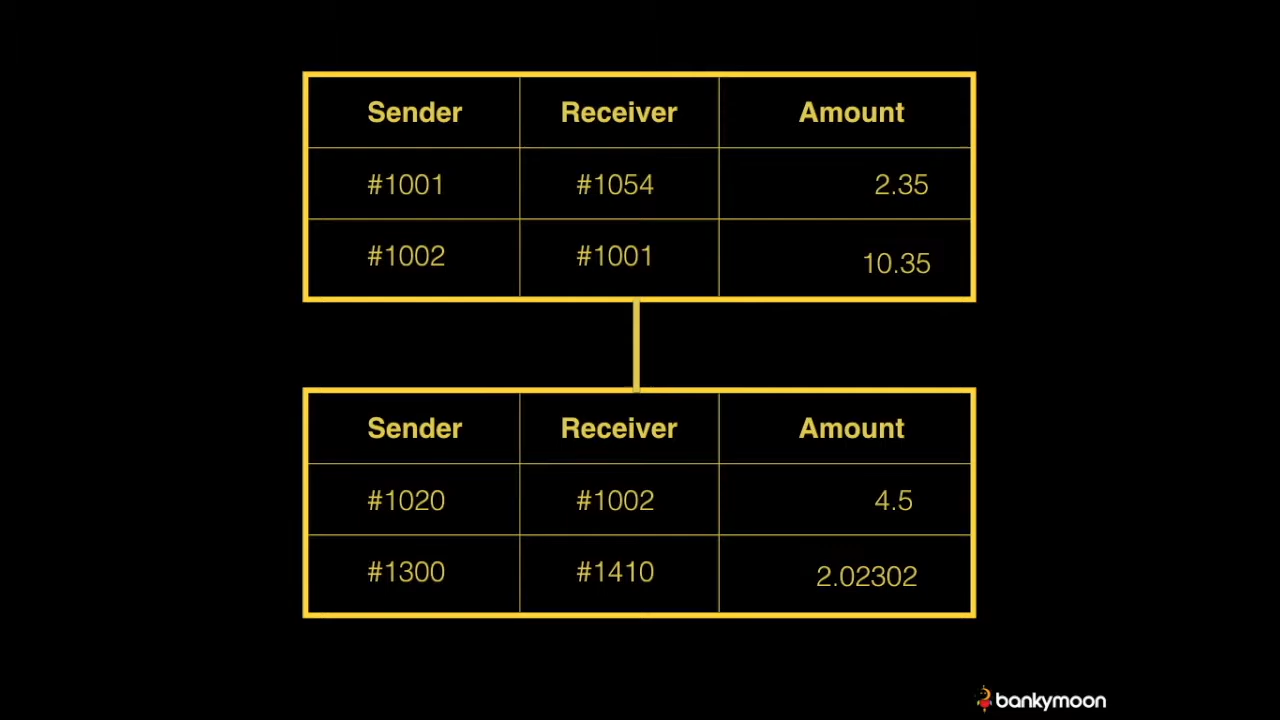 Sender Receiver Amount
#1001 #1054 2.35
#1002 #1001 10.35
Sender Receiver Amount
#1020 #1002 4.5
#1300 #1410 2.02302
bankymoon